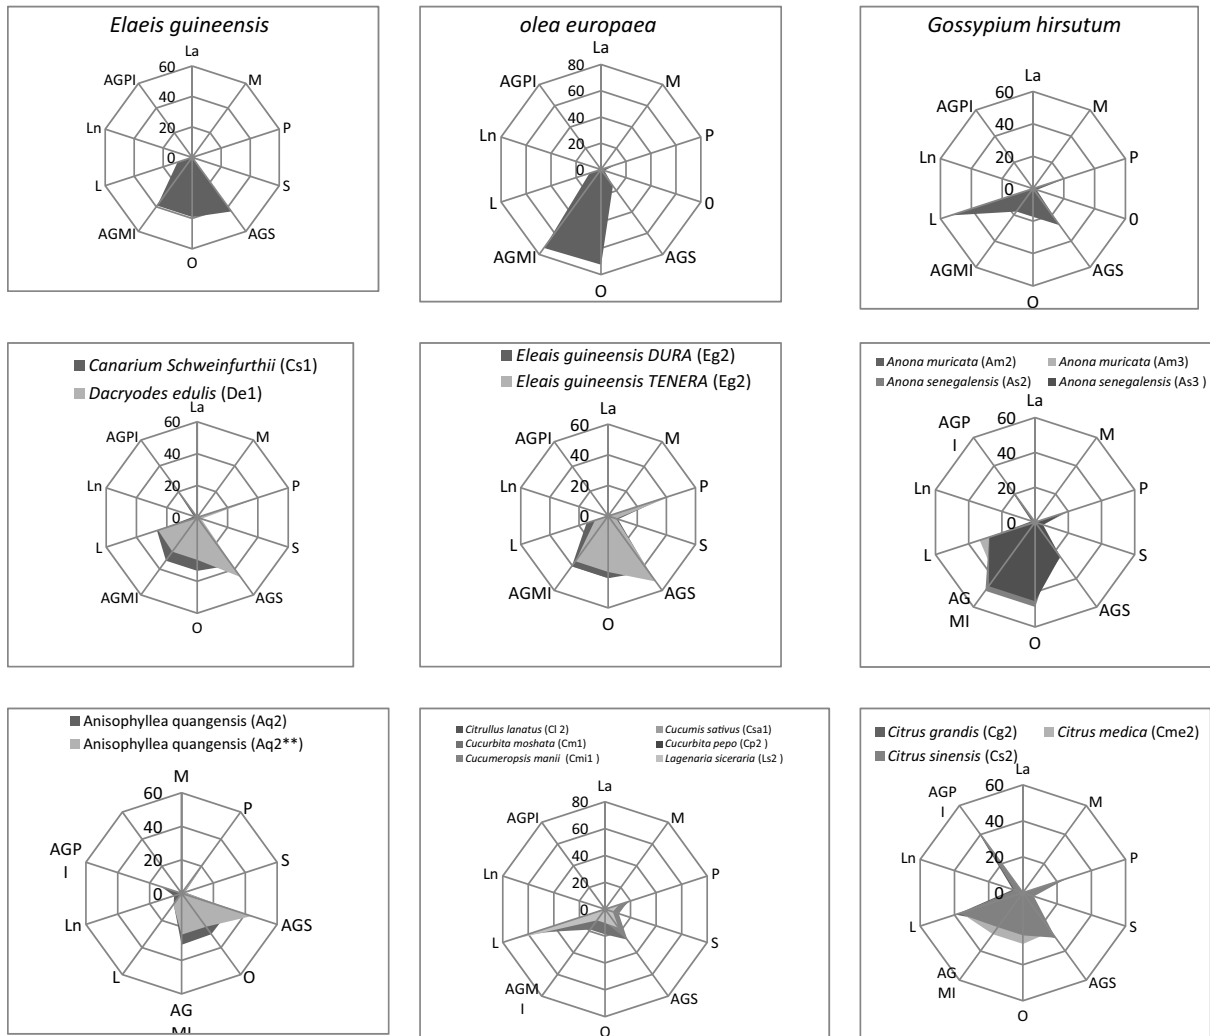 Elaeis guineensis
La
60
AGPI
M
40
Ln
P
20
0
L
S
AGMI
AGS
O
olea europaea
La
80
AGPI
M
60
40
Ln
P
20
0
L
0
AGMI
AGS
O
Gossypium hirsutum
La
60
AGPI
M
40
Ln
P
20
0
L
0
AGMI
AGS
O
Canarium Schweinfurthii (Cs1)
Dacryodes edulis (De1)
La
60
AGPI
M
40
Ln
P
20
0
L
S
AGMI
AGS
O
Eleais guineensis DURA (Eg2)
Eleais guineensis TENERA (Eg2)
La
60
AGPI
M
40
Ln
P
20
0
L
S
AGMI
AGS
O
Anona muricata (Am2) Anona muricata (Am3)
Anona senegalensis (As2) Anona senegalensis (As3 )
La
60
AGP
I
M
40
Ln
P
20
0
L
S
AG
MI
AGS
O
Anisophyllea quangensis (Aq2)
Anisophyllea quangensis (Aq2**)
M
60
P
40
AGP
I
S
20
0
Ln
AGS
L
O
AG
MI
Citrullus lanatus (Cl 2) Cucumis sativus (Csa1)
Cucurbita moshata (Cm1) Cucurbita pepo (Cp2 )
Cucumeropsis manii (Cmi1 ) Lagenaria siceraria (Ls2 )
La
80
AGPI
M
60
40
Ln
P
20
0
L
S
AGM
I
AGS
O
Citrus grandis (Cg2) Citrus medica (Cme2)
Citrus sinensis (Cs2)
La
60
AGP
I
M
40
Ln
P
20
0
L
S
AG
MI
AGS
O